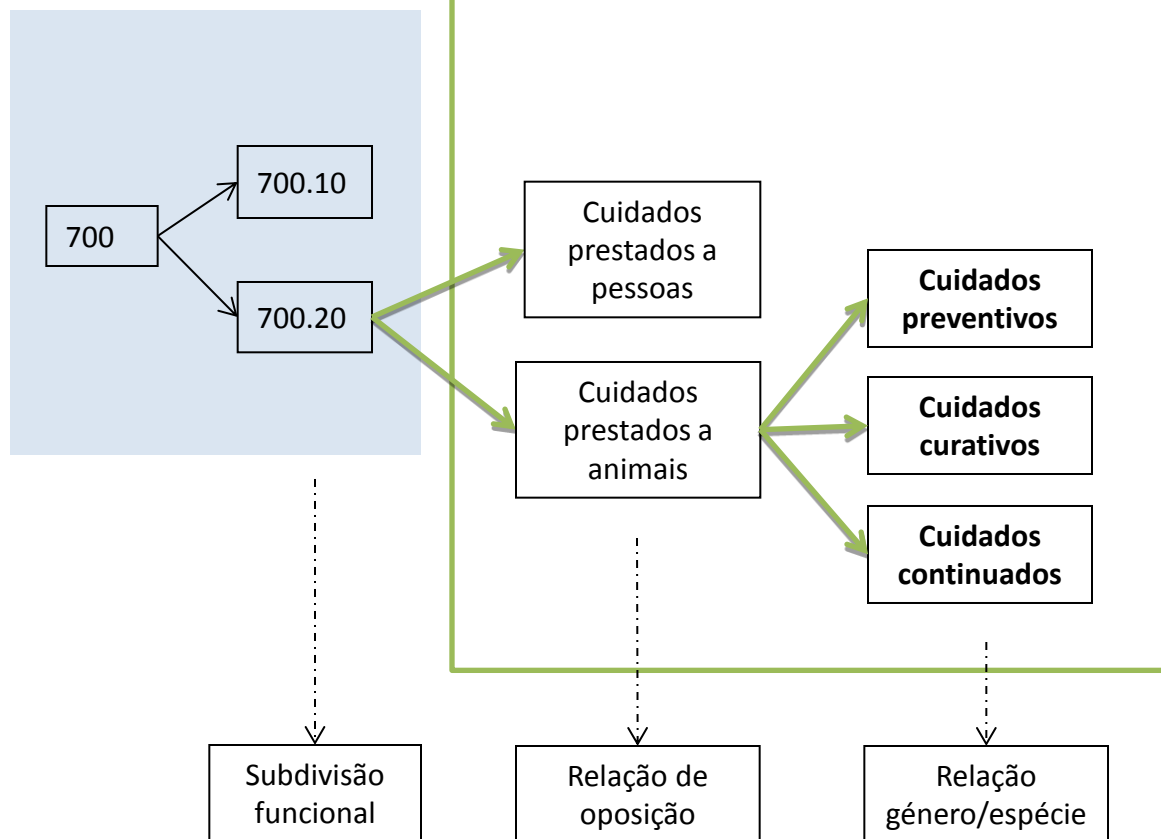 700
700.10
700.20
Cuidados
prestados a
pessoas
Cuidados
prestados a
animais
Cuidados
preventivos
Cuidados
curativos
Cuidados
continuados
Subdivisão
funcional
Relação de
oposição
Relação
género/espécie